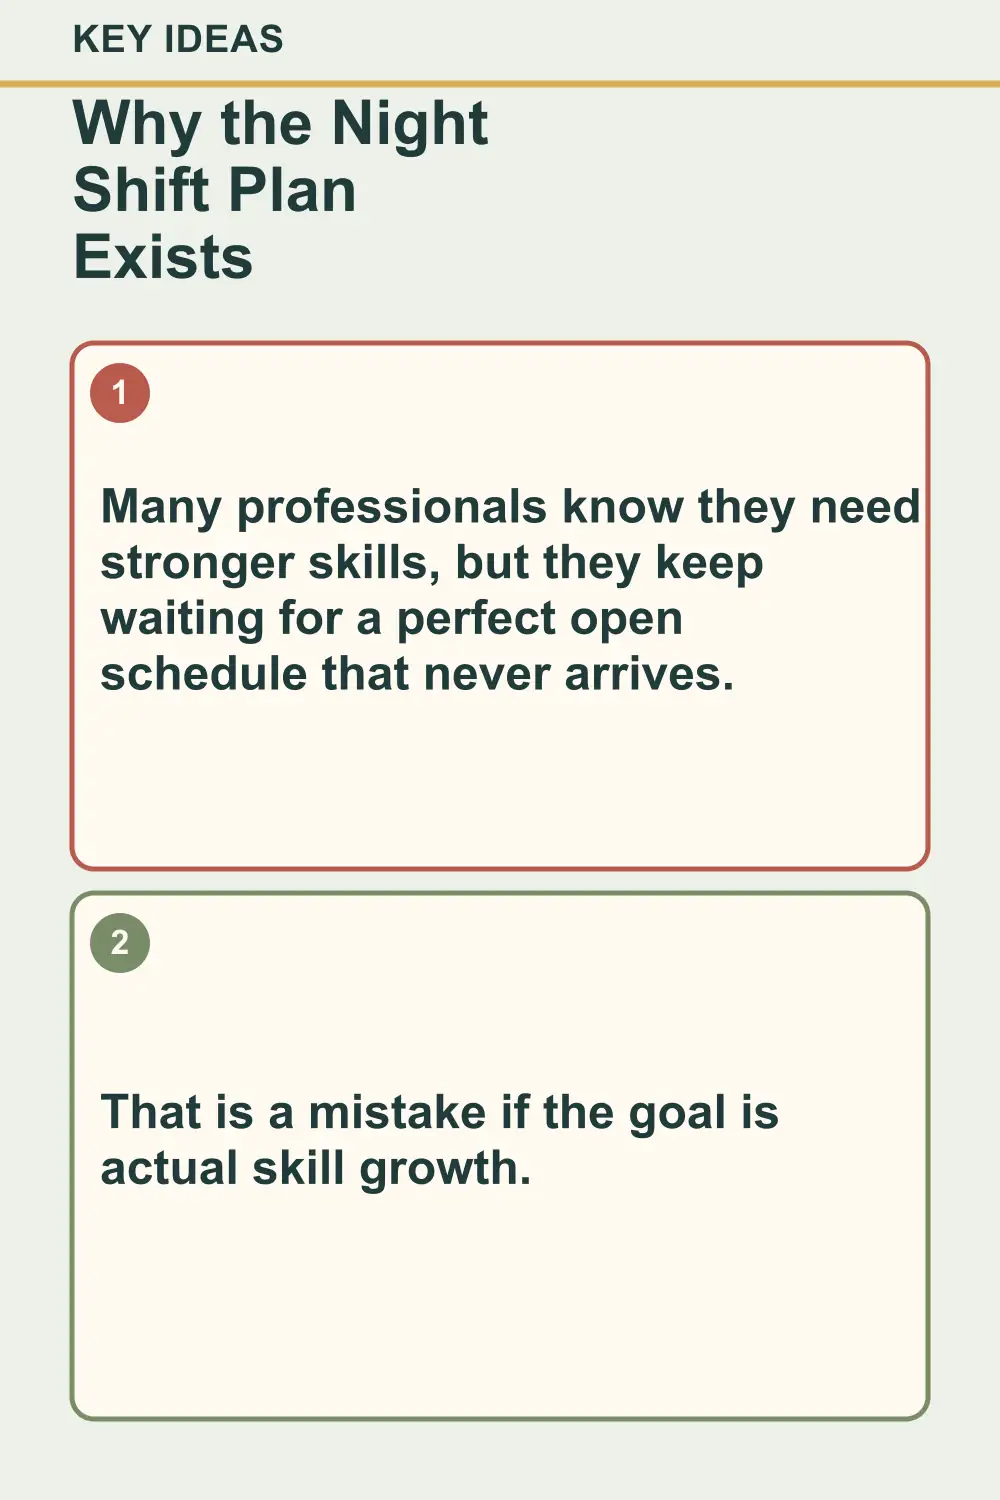 KEY IDEAS
Why the Night
Shift Plan
Exists
1
Many professionals know they need
stronger skills, but they keep
waiting for a perfect open
schedule that never arrives.
2
That is a mistake if the goal is
actual skill growth.